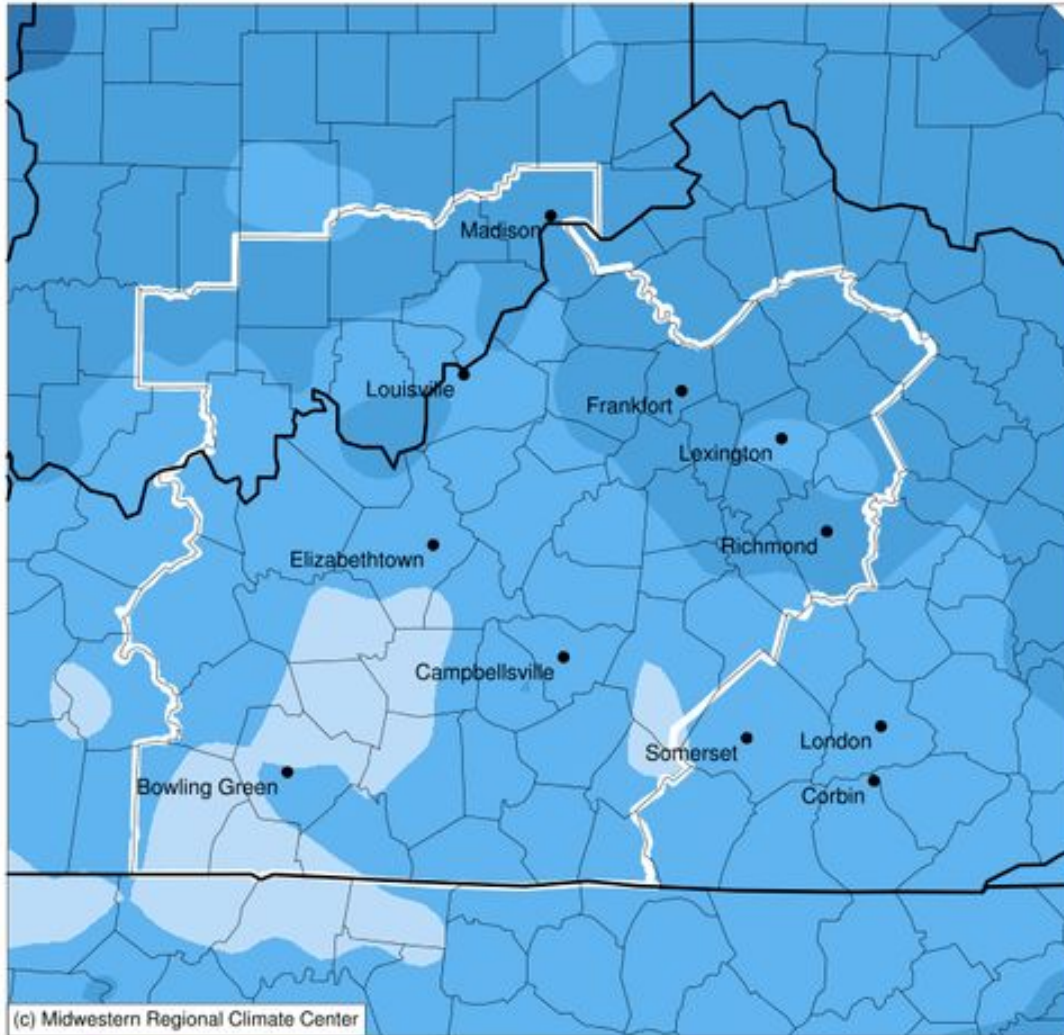 Madison
Louisville
Frankfort
Lexington
Elizabethtown
Richmond
Campbellsville
Somerset
London
Bowling Green
Corbin
(c) Midwestern Regional Climate Center